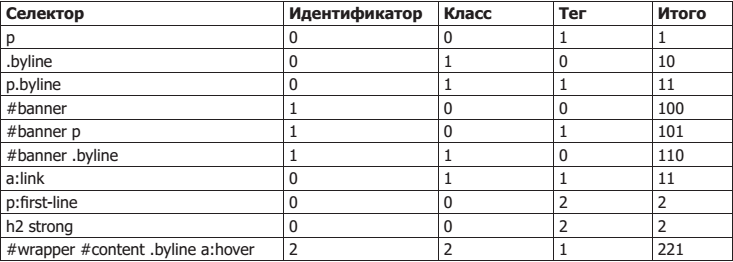 Селектор Идентификатор Класс Тег Итого
p 0 0 1 1
.byline 0 1 0 10
p.byline 0 1 1 11
#banner 1 0 0 100
#banner p 1 0 1 101
#banner .byline 1 1 0 110
a:link 0 1 1 11
p:first-line 0 0 2 2
h2 strong 0 0 2 2
#wrapper #content .byline a:hover 2 2 1 221